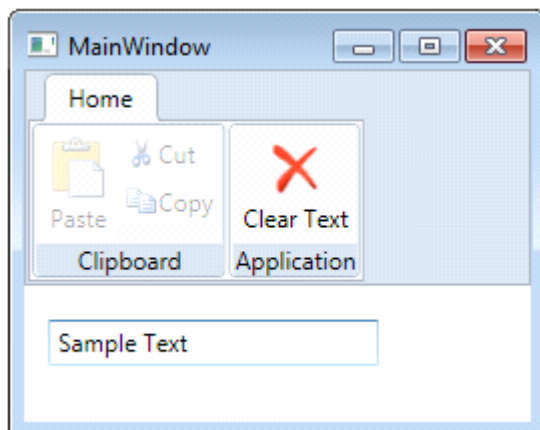 MainWindow
Home
Cut
Copy
Paste
Clear Text
Clipboard
Application
Sample Text